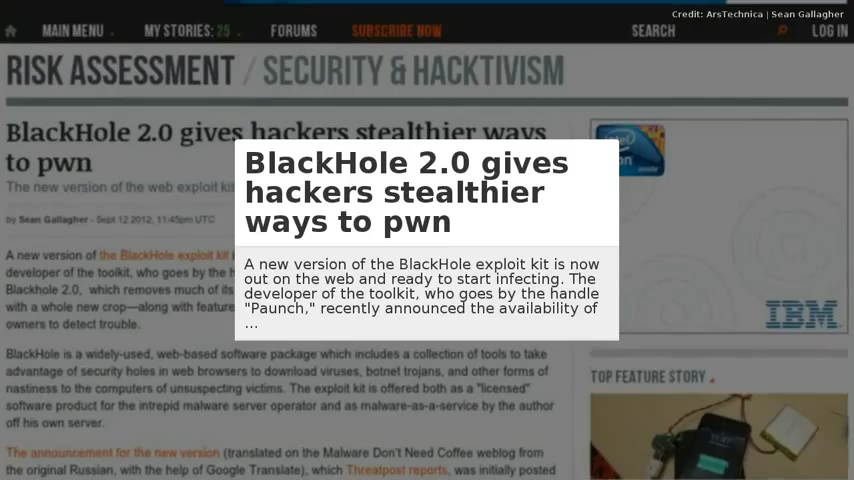 Credit: ArsTechnica | Sean Gallagher
MAIN MENU
MY STORIES: 25
FORUMS
SUBSCRIBE NOW
SEARCH
LOG IN
RISK ASSESSMENT / SECURITY & HACKTIVISM
BlackHole 2.0 gives hackers stealthier ways
to pwn
The new version of the web exploit kit
by Sean Gallagher - Sept 12 2012, 11:45pm UTC
A new version of the BlackHole exploit kit
developer of the toolkit, who goes by the h
Blackhole 2.0, which removes much of its
with a whole new crop—along with feature
owners to detect trouble.
BlackHole is a widely-used, web-based software package which includes a collection of tools to take
advantage of security holes in web browsers to download viruses, botnet trojans, and other forms of
nastiness to the computers of unsuspecting victims. The exploit kit is offered both as a "licensed"
software product for the intrepid malware server operator and as malware-as-a-service by the author
off his own server.
The announcement for the new version (translated on the Malware Don't Need Coffee weblog from
the original Russian, with the help of Google Translate), which Threatpost reports, was initially posted
BlackHole 2.0 gives
hackers stealthier
ways to pwn
A new version of the BlackHole exploit kit is now
out on the web and ready to start infecting. The
developer of the toolkit, who goes by the handle
"Paunch," recently announced the availability of
...
intel
inside
IBM
TOP FEATURE STORY